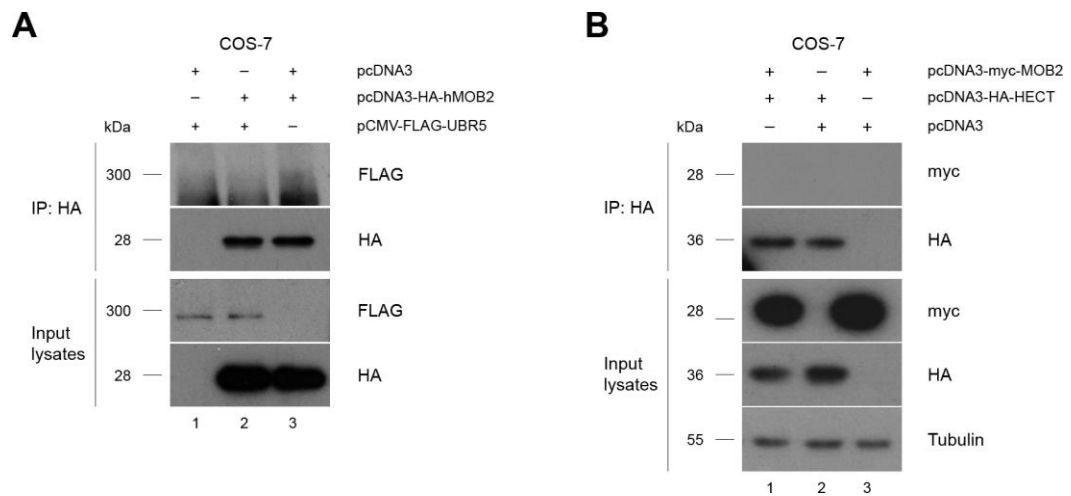 A
COS-7
+ – + pcDNA3
– + + pcDNA3-HA-hMOB2
kDa + + – pCMV-FLAG-UBR5
IP: HA
300 — FLAG
28 — HA
Input lysates
300 — FLAG
28 — HA
1 2 3
B
COS-7
+ – + pcDNA3-myc-MOB2
+ + – pcDNA3-HA-HECT
kDa – + + pcDNA3
IP: HA
28 — myc
36 — HA
Input lysates
28 — myc
36 — HA
55 — Tubulin
1 2 3